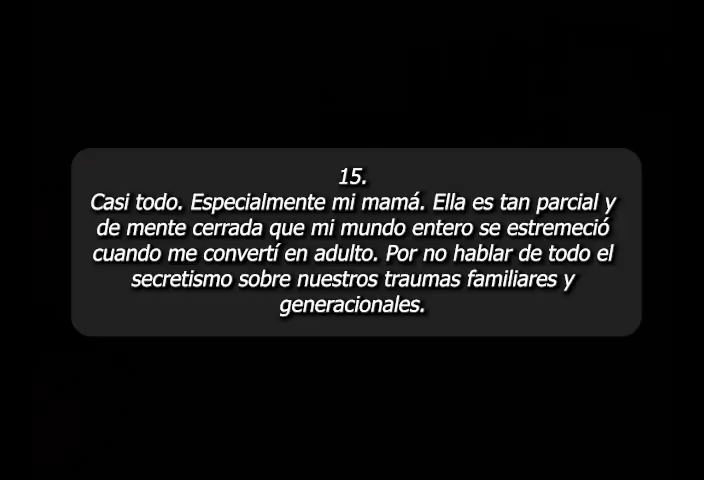 15.
Casi todo. Especialmente mi mamá. Ella es tan parcial y
de mente cerrada que mi mundo entero se estremeció
cuando me convertí en adulto. Por no hablar de todo el
secretismo sobre nuestros traumas familiares y
generacionales.